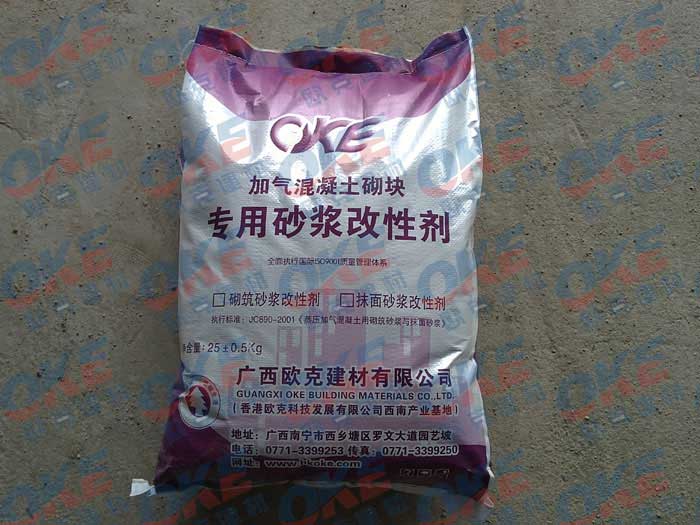 OKE
加气混凝土砌块
专用砂浆改性剂
全面执行国际ISO9001质量管理体系
□砌筑砂浆改性剂 □抹面砂浆改性剂
执行标准：JC890-2001《蒸压加气混凝土用砌筑砂浆与抹面砂浆》
净含量：25±0.5Kg
广西欧克建材有限公司
GUANGXI OKE BUILDING MATERIALS CO.,LTD.
（香港欧克科技发展有限公司西南产业基地）
地址：广西南宁市西乡塘区罗文大道园艺坡
电话：0771-3399253 传真：0771-3399250
网址：www.hkoke.com